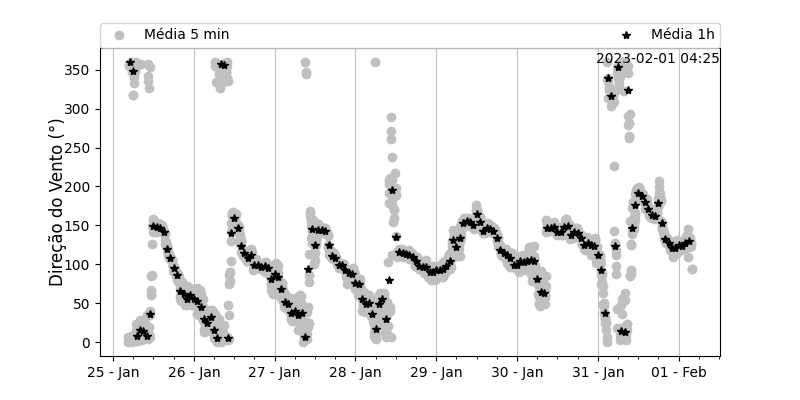 Média 5 min
Média 1h
2023-02-01 04:25
Direção do Vento (°)
350
300
250
200
150
100
50
0
25 - Jan
26 - Jan
27 - Jan
28 - Jan
29 - Jan
30 - Jan
31 - Jan
01 - Feb